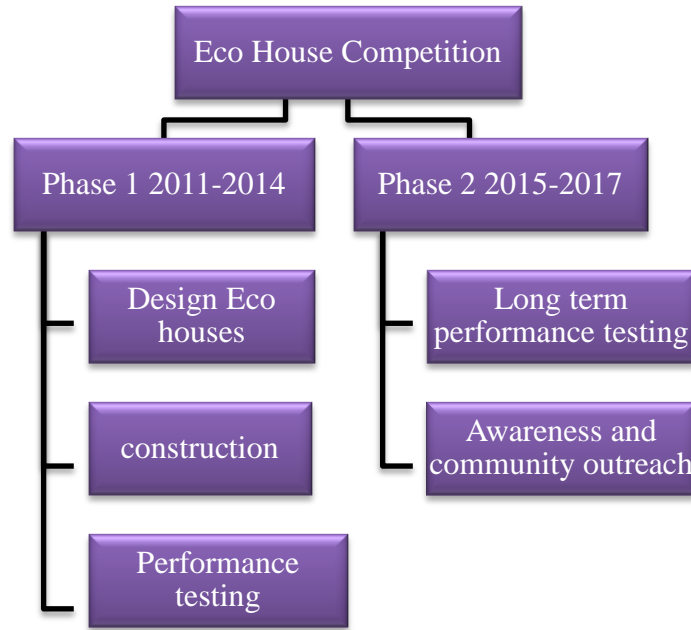 Eco House Competition
Phase 1 2011-2014
Phase 2 2015-2017
Design Eco
houses
construction
Performance
testing
Long term
performance testing
Awareness and
community outreach